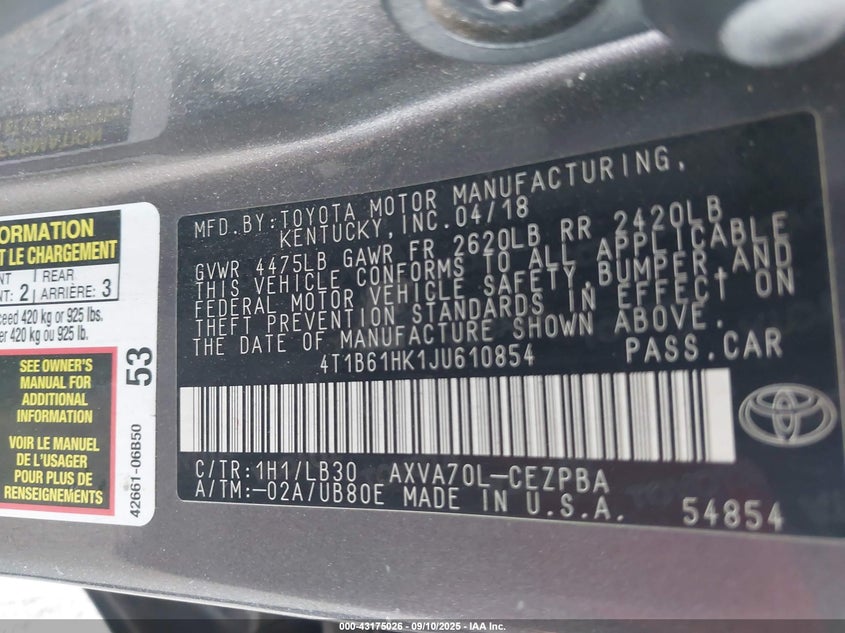 MFD.BY:TOYOTA MOTOR MANUFACTURING,
KENTUCKY,INC.04/18
GVWR 4475LB GAWR FR 2620LB RR 2420LB
THIS VEHICLE CONFORMS TO ALL APPLICABLE
FEDERAL MOTOR VEHICLE SAFETY,BUMPER,AND
THEFT PREVENTION STANDARDS IN EFFECT ON
THE DATE OF MANUFACTURE SHOWN ABOVE.
4T1B61HK1JU610854 PASS.CAR
C/TR:1H1/LB30 AXVA70L-CEZPBA
A/TM:-02A/UB80E MADE IN U.S.A. 54854
ORMATION
T LE CHARGEMENT
NT REAR
NT: 2 ARRIÈRE: 3
ceed 420 kg or 925 lbs.
er 420 kg ou 925 lb.
SEE OWNER'S
MANUAL FOR
ADDITIONAL
INFORMATION
VOIR LE MANUEL
DE L'USAGER
POUR PLUS DE
RENSEIGNEMENTS
53
42661-06B50
000-43175026 - 09/10/2025 - IAA Inc.